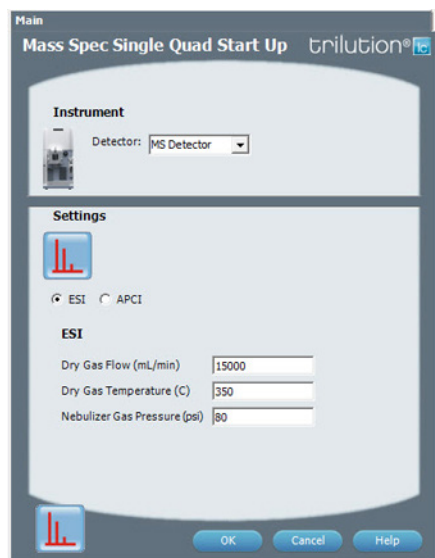 Main
Mass Spec Single Quad Start Up trilution® lc
Instrument
Detector: MS Detector
Settings
ESI APCI
ESI
Dry Gas Flow (mL/min) 15000
Dry Gas Temperature (C) 350
Nebulizer Gas Pressure (psi) 80
OK Cancel Help